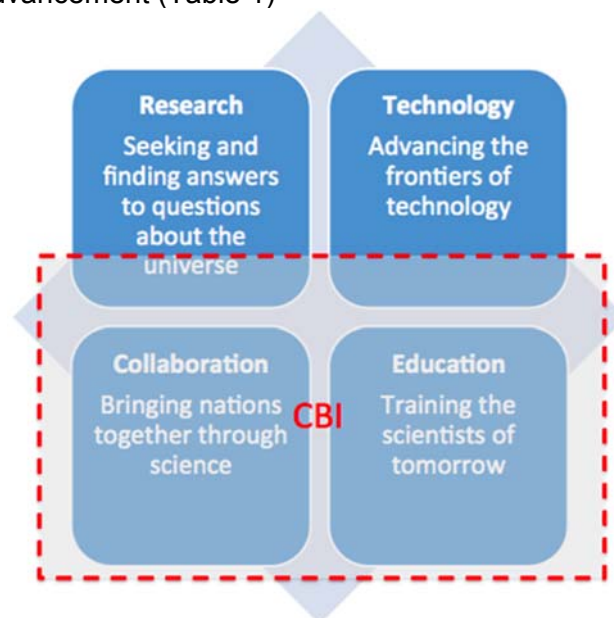 vancement (Table 1)
Research
Seeking and
finding answers
to questions
about the
universe
Technology
Advancing the
frontiers of
technology
Collaboration
Bringing nations
together through
science
CBI
Education
Training the
scientists of
tomorrow